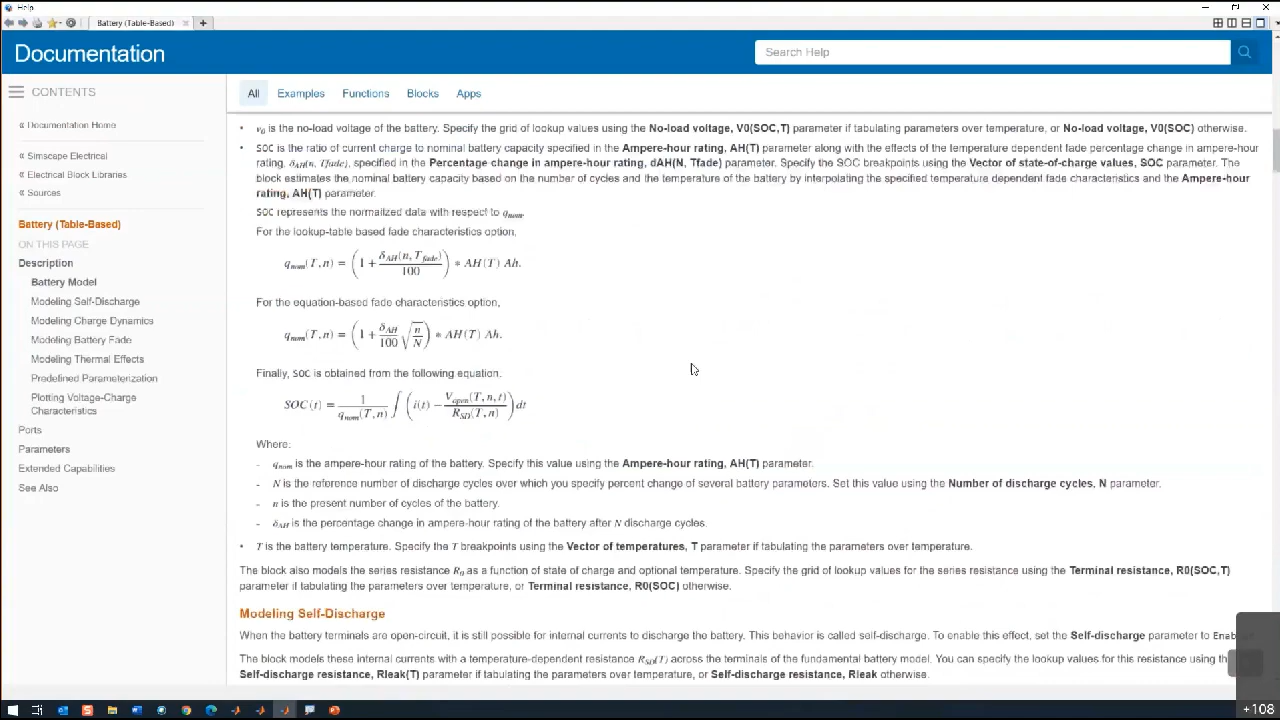 Help
Battery (Table-Based)
Documentation
Search Help
CONTENTS
All Examples Functions Blocks Apps
« Documentation Home
« Simscape Electrical
« Electrical Block Libraries
« Sources
Battery (Table-Based)
ON THIS PAGE
Description
Battery Model
Modeling Self-Discharge
Modeling Charge Dynamics
Modeling Battery Fade
Modeling Thermal Effects
Predefined Parameterization
Plotting Voltage-Charge
Characteristics
Ports
Parameters
Extended Capabilities
See Also
• v0 is the no-load voltage of the battery. Specify the grid of lookup values using the No-load voltage, V0(SOC,T) parameter if tabulating parameters over temperature, or No-load voltage, V0(SOC) otherwise.
• SOC is the ratio of current charge to nominal battery capacity specified in the Ampere-hour rating, AH(T) parameter along with the effects of the temperature dependent fade percentage change in ampere-hour
rating, δAH(n, Tfade), specified in the Percentage change in ampere-hour rating, dAH(N, Tfade) parameter. Specify the SOC breakpoints using the Vector of state-of-charge values, SOC parameter. The
block estimates the nominal battery capacity based on the number of cycles and the temperature of the battery by interpolating the specified temperature dependent fade characteristics and the Ampere-hour
rating, AH(T) parameter.
SOC represents the normalized data with respect to qnom.
For the lookup-table based fade characteristics option,
qnom(T,n) = (1 + δAH(n,Tfade)/100) * AH(T) Ah.
For the equation-based fade characteristics option,
qnom(T,n) = (1 + δAH/100 √(n/N)) * AH(T) Ah.
Finally, SOC is obtained from the following equation.
SOC(t) = 1/qnom(T,n) ∫ (i(t) − Vopen(T,n,t)/RSD(T,n)) dt
Where:
- qnom is the ampere-hour rating of the battery. Specify this value using the Ampere-hour rating, AH(T) parameter.
- N is the reference number of discharge cycles over which you specify percent change of several battery parameters. Set this value using the Number of discharge cycles, N parameter.
- n is the present number of cycles of the battery.
- δAH is the percentage change in ampere-hour rating of the battery after N discharge cycles.
• T is the battery temperature. Specify the T breakpoints using the Vector of temperatures, T parameter if tabulating the parameters over temperature.
The block also models the series resistance R0 as a function of state of charge and optional temperature. Specify the grid of lookup values for the series resistance using the Terminal resistance, R0(SOC,T)
parameter if tabulating the parameters over temperature, or Terminal resistance, R0(SOC) otherwise.
Modeling Self-Discharge
When the battery terminals are open-circuit, it is still possible for internal currents to discharge the battery. This behavior is called self-discharge. To enable this effect, set the Self-discharge parameter to
The block models these internal currents with a temperature-dependent resistance RSD(T) across the terminals of the fundamental battery model. You can specify the lookup values for this resistance using
Self-discharge resistance, Rleak(T) parameter if tabulating the parameters over temperature, or Self-discharge resistance, Rleak otherwise.
+108